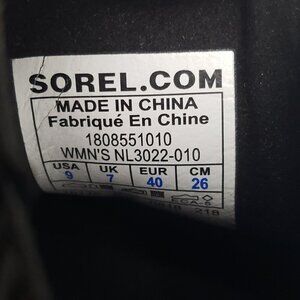 SOREL.COM
MADE IN CHINA
Fabriqué En Chine
1808551010
WMN'S NL3022-010
USA UK EUR CM
9 7 40 26